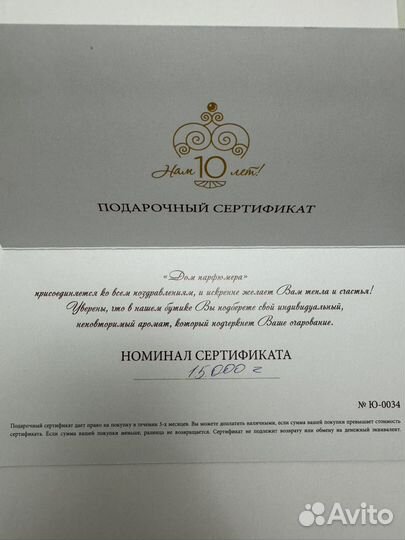 Нам 10 лет!
ПОДАРОЧНЫЙ СЕРТИФИКАТ
«Дом парфюмера»
присоединяется ко всем поздравлениям, и искренне желает Вам тепла и счастья!
Уверены, что в нашем бутике Вы подберете свой индивидуальный,
неповторимый аромат, который подчеркнет Ваше очарование.
НОМИНАЛ СЕРТИФИКАТА
15.000
№ Ю-0034
Подарочный сертификат дает право на покупку в течении 3-х месяцев. Вы можете доплатить наличными, если сумма вашей покупки превышает стоимость
сертификата. Если сумма вашей покупки меньше, разница не возвращается. Сертификат не подлежит возврату или обмену на денежный эквивалент.
Avito